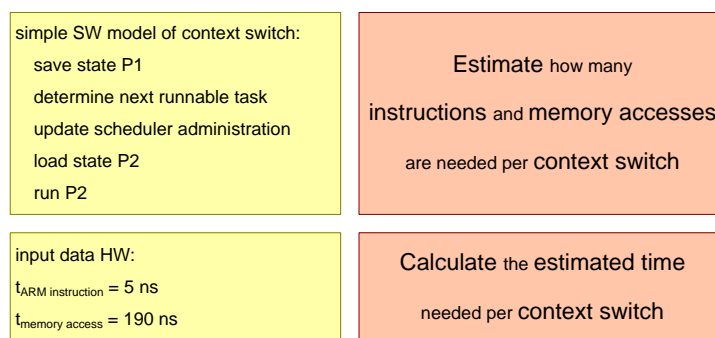 simple SW model of context switch:
save state P1
determine next runnable task
update scheduler administration
load state P2
run P2
Estimate how many
instructions and memory accesses
are needed per context switch
input data HW:
tARM instruction = 5 ns
tmemory access = 190 ns
Calculate the estimated time
needed per context switch